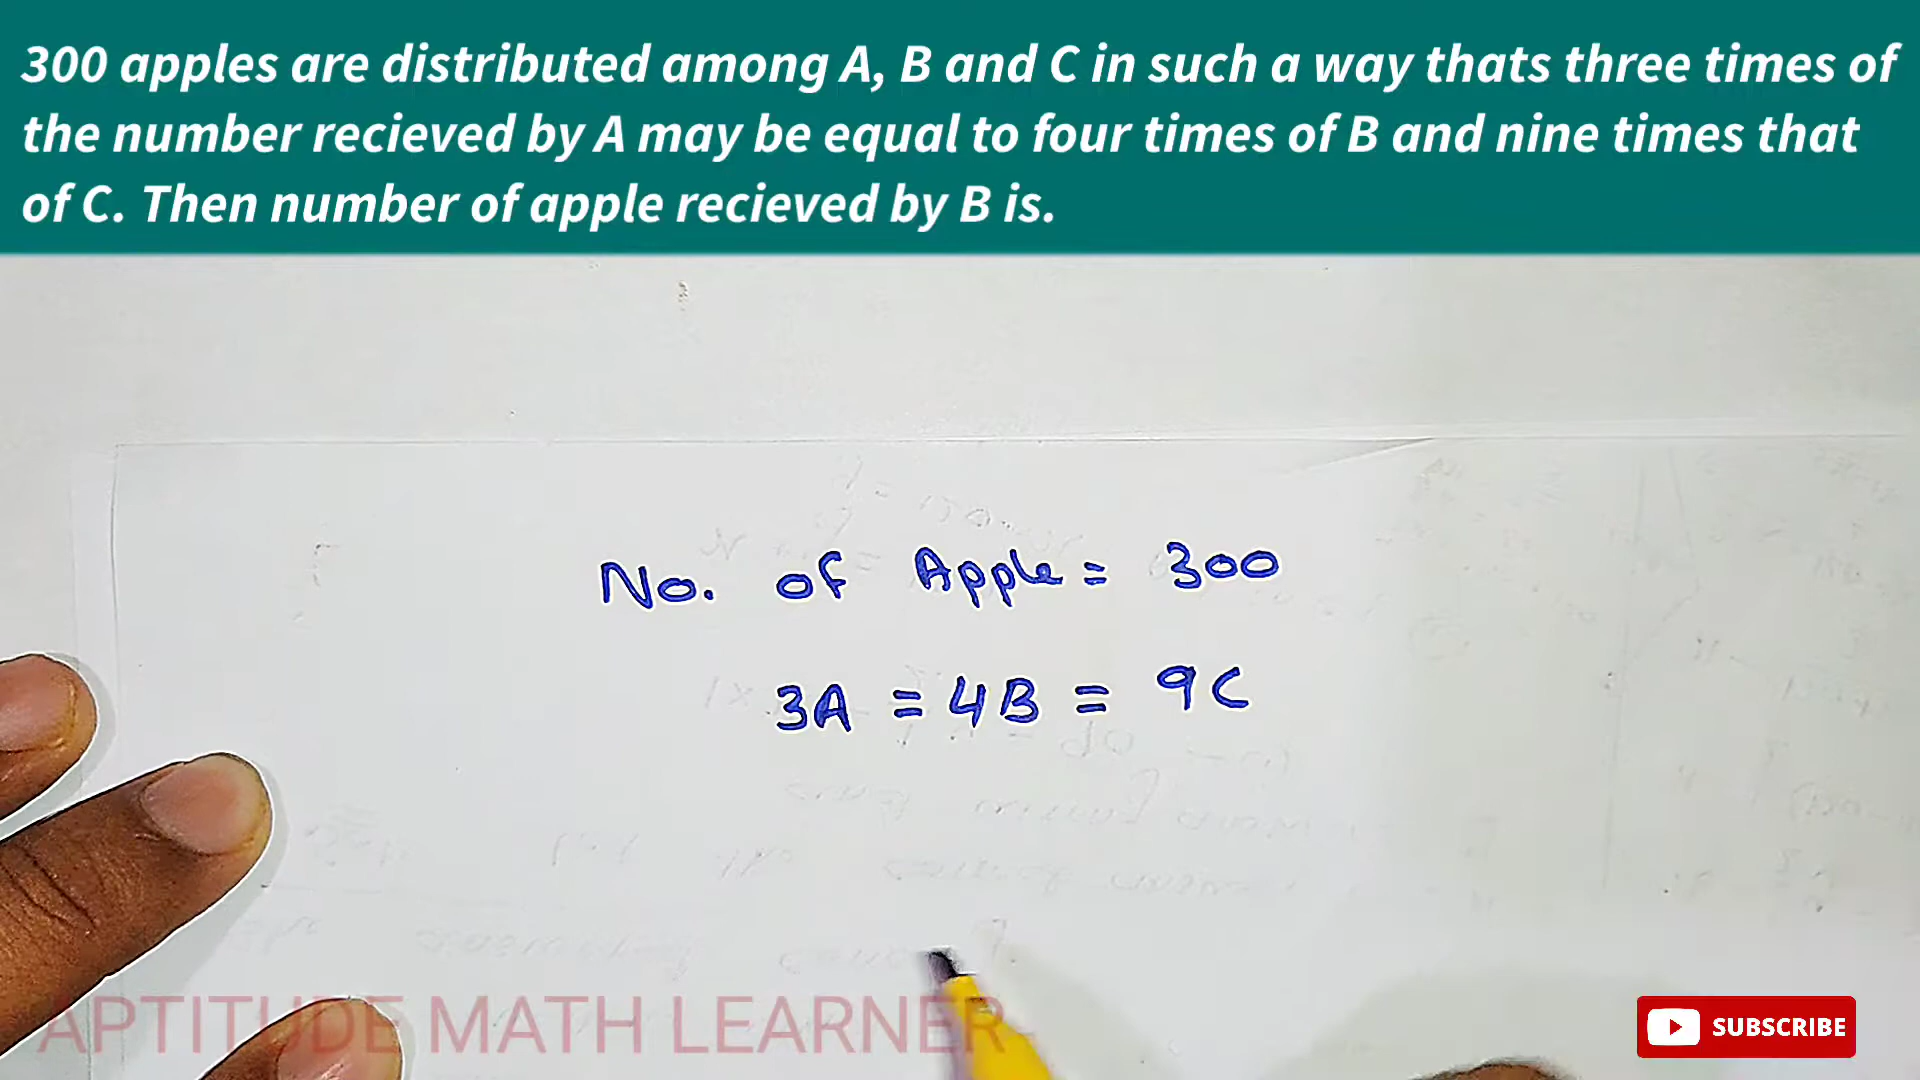 300 apples are distributed among A, B and C in such a way thats three times of
the number recieved by A may be equal to four times of B and nine times that
of C. Then number of apple recieved by B is.
No. of Apple = 300
3A = 4B = 9C
APTITUDE MATH LEARNER
SUBSCRIBE